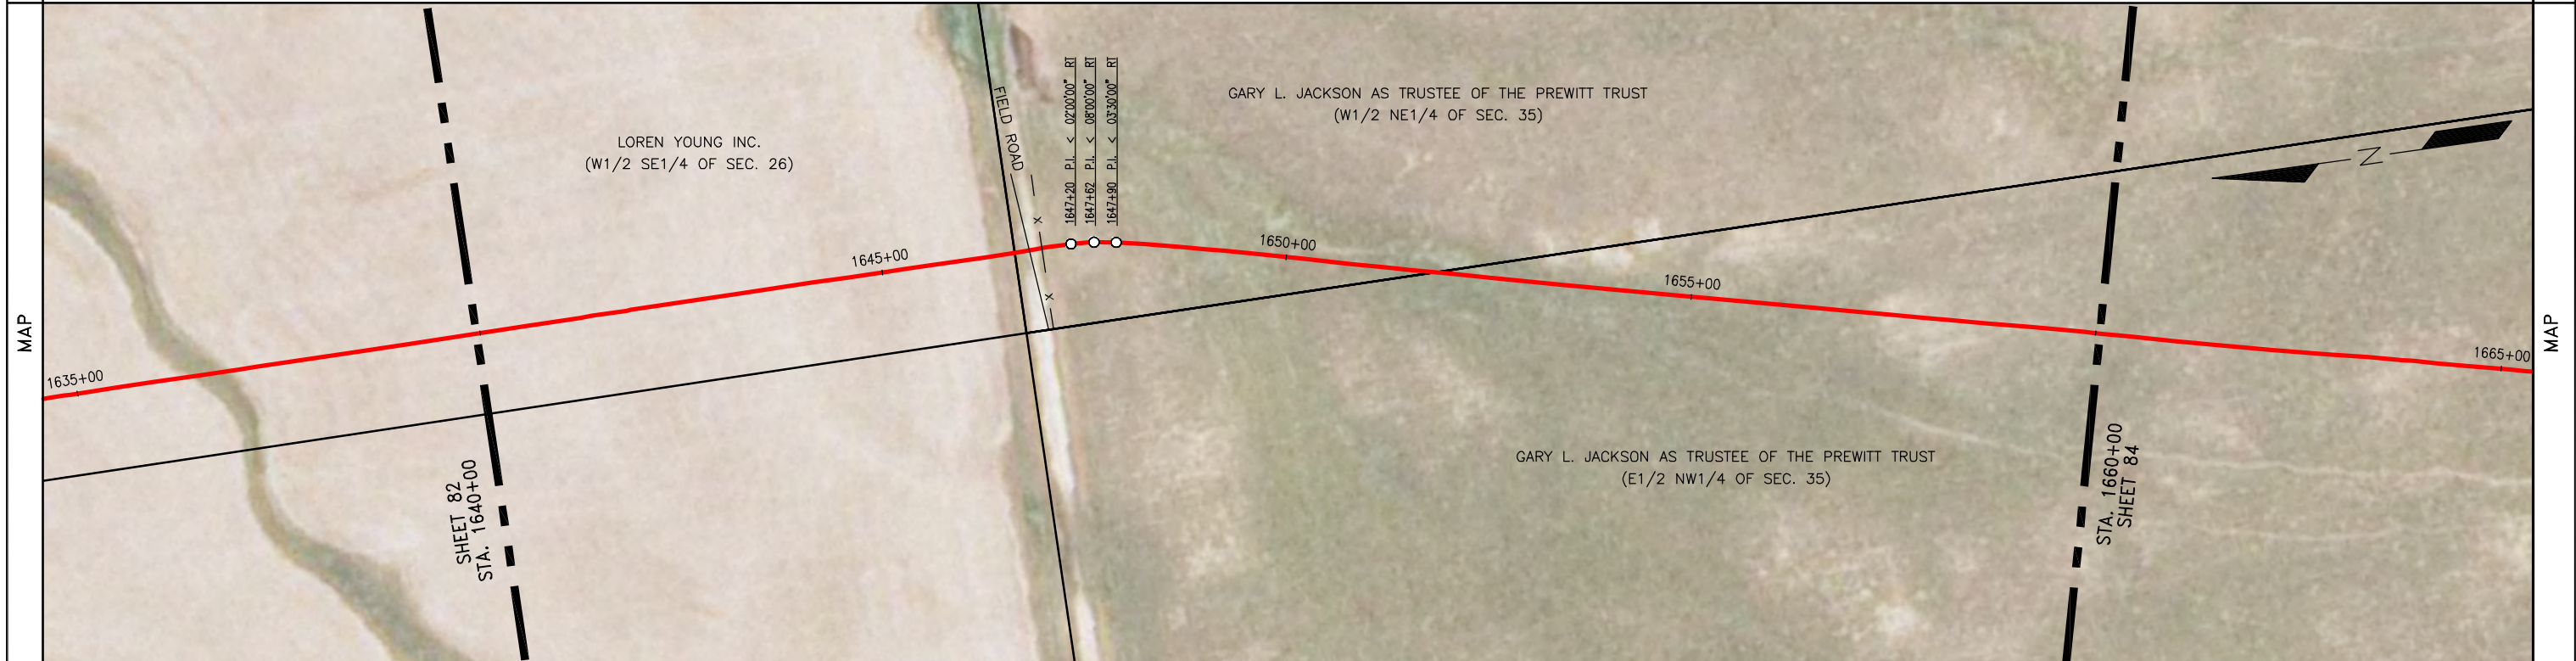 MAP
1635+00
SHEET 82
STA. 1640+00
LOREN YOUNG INC.
(W1/2 SE1/4 OF SEC. 26)
1645+00
FIELD ROAD
X
X
1647+20 P.I. < 02°00'00" RT
1647+62 P.I. < 08°00'00" RT
1647+90 P.I. < 03°30'00" RT
GARY L. JACKSON AS TRUSTEE OF THE PREWITT TRUST
(W1/2 NE1/4 OF SEC. 35)
1650+00
1655+00
GARY L. JACKSON AS TRUSTEE OF THE PREWITT TRUST
(E1/2 NW1/4 OF SEC. 35)
STA. 1660+00
SHEET 84
N
1665+00
MAP